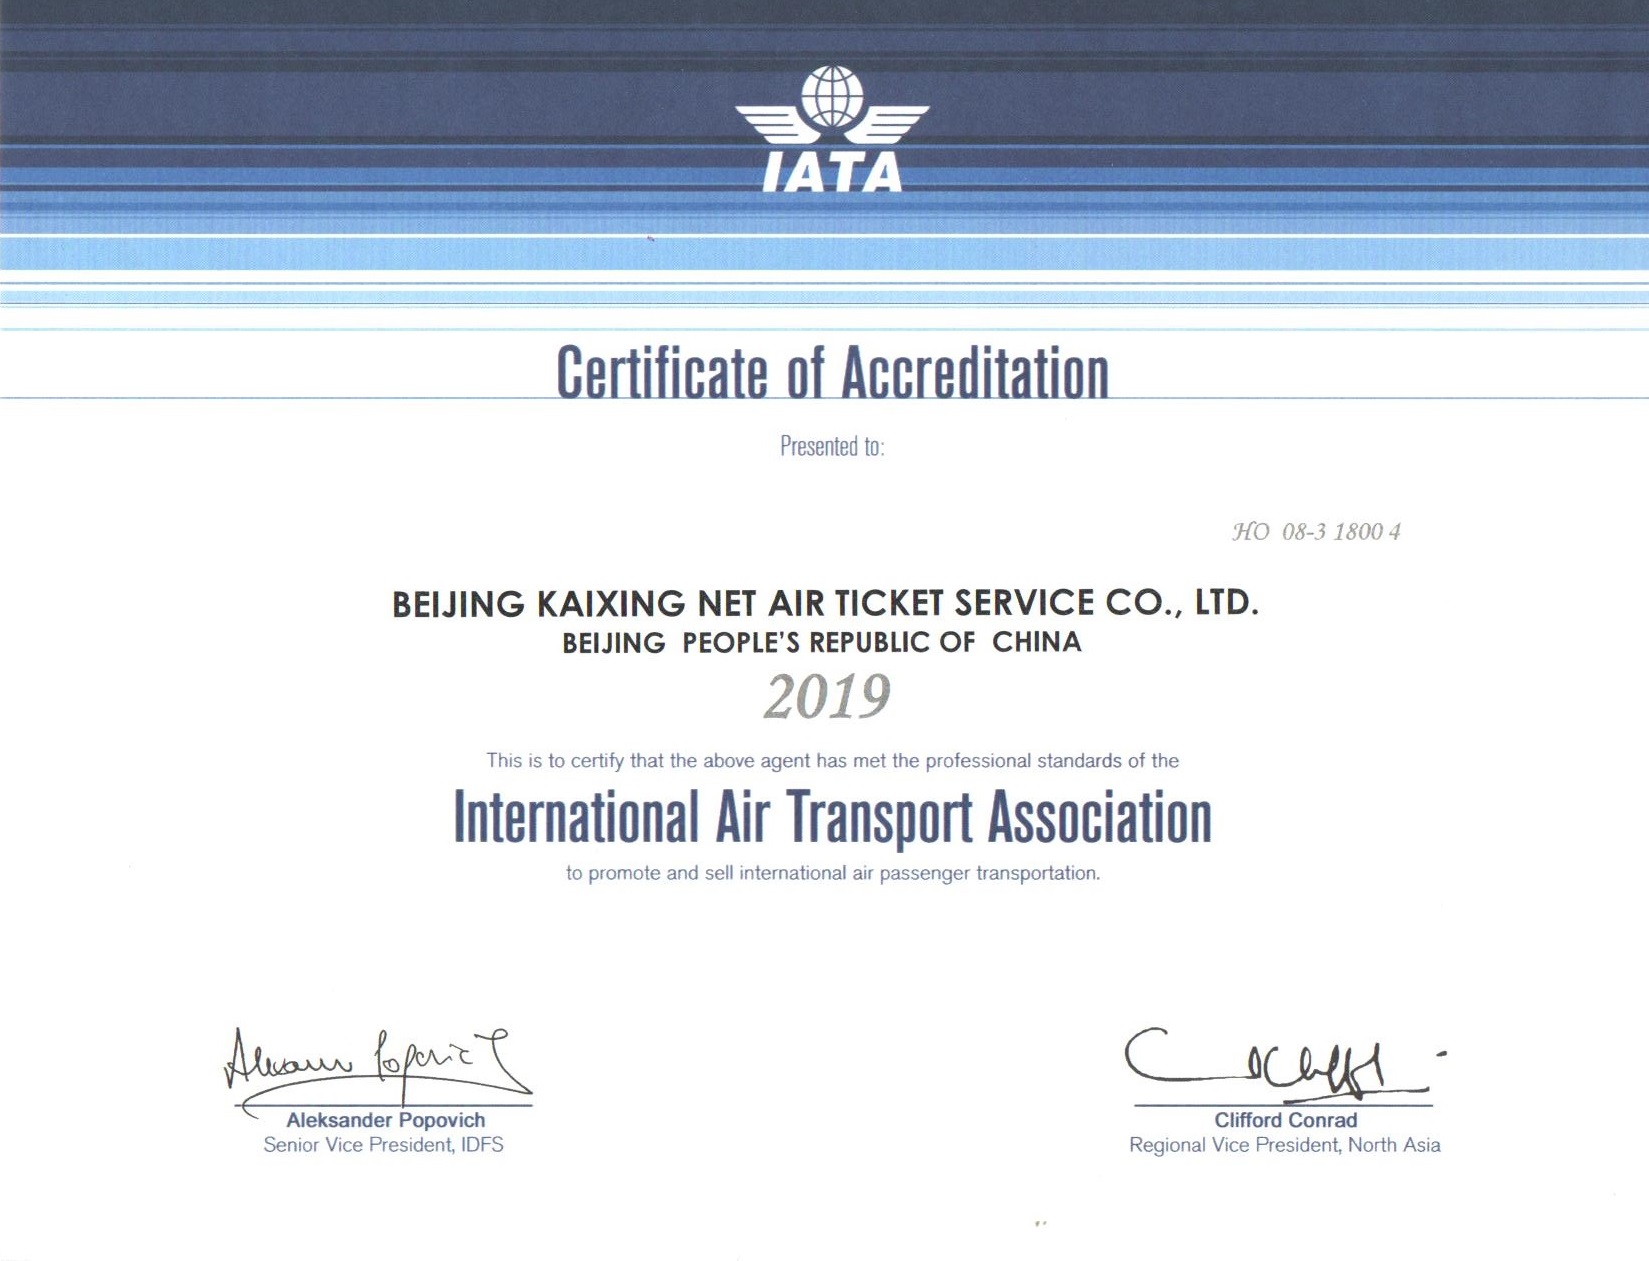 IATA
Certificate of Accreditation
Presented to:
HO 08-3 1800 4
BEIJING KAIXING NET AIR TICKET SERVICE CO., LTD.
BEIJING PEOPLE'S REPUBLIC OF CHINA
2019
This is to certify that the above agent has met the professional standards of the
International Air Transport Association
to promote and sell international air passenger transportation.
Aleksander Popovich
Senior Vice President, IDFS
Clifford Conrad
Regional Vice President, North Asia